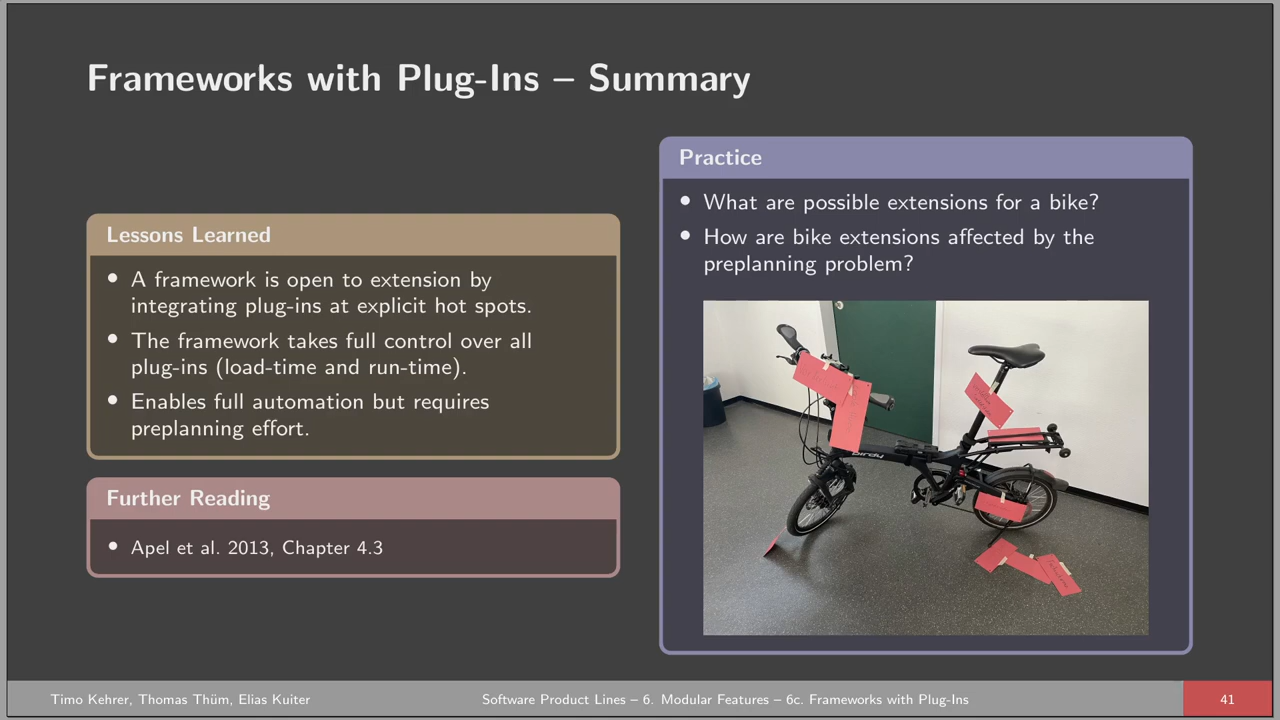 Frameworks with Plug-Ins – Summary
Lessons Learned
• A framework is open to extension by
integrating plug-ins at explicit hot spots.
• The framework takes full control over all
plug-ins (load-time and run-time).
• Enables full automation but requires
preplanning effort.
Further Reading
• Apel et al. 2013, Chapter 4.3
Practice
• What are possible extensions for a bike?
• How are bike extensions affected by the
preplanning problem?
birdy
Timo Kehrer, Thomas Thüm, Elias Kuiter
Software Product Lines – 6. Modular Features – 6c. Frameworks with Plug-Ins
41